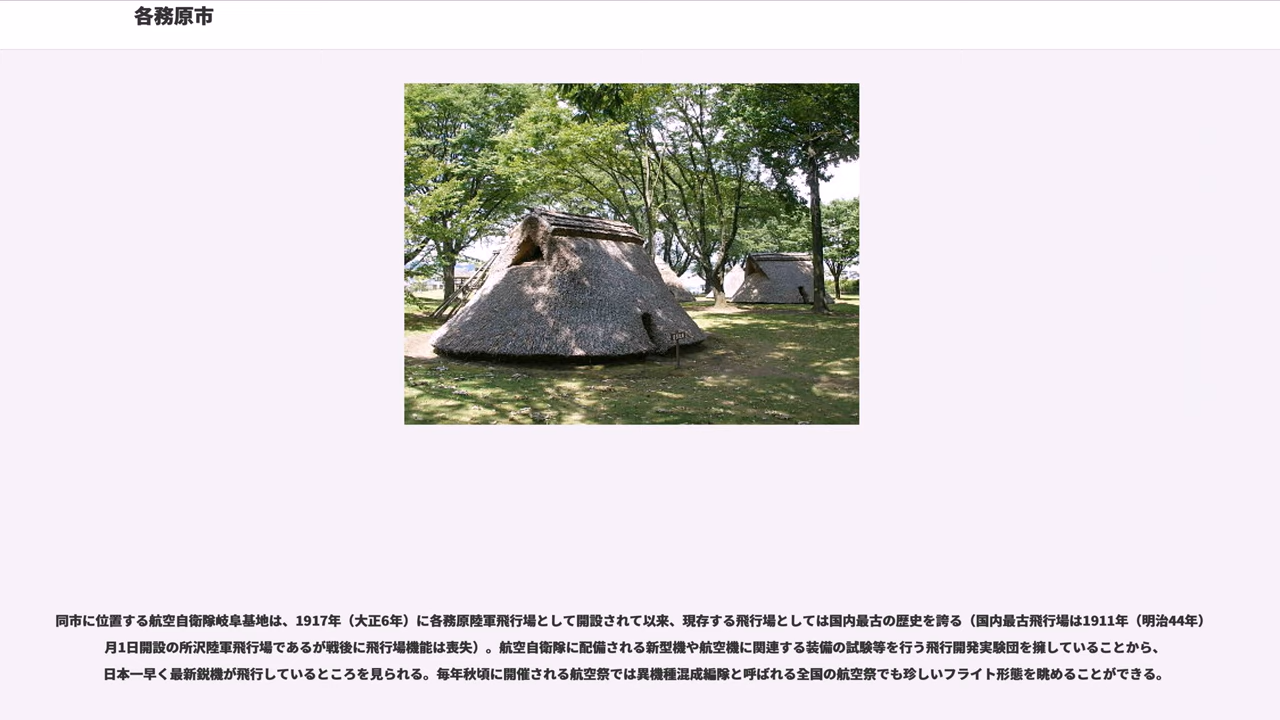 各務原市
同市に位置する航空自衛隊岐阜基地は、1917年（大正6年）に各務原陸軍飛行場として開設されて以来、現存する飛行場としては国内最古の歴史を誇る（国内最古飛行場は1911年（明治44年）
月1日開設の所沢陸軍飛行場であるが戦後に飛行場機能は喪失）。航空自衛隊に配備される新型機や航空機に関連する装備の試験等を行う飛行開発実験団を擁していることから、
日本一早く最新鋭機が飛行しているところを見られる。毎年秋頃に開催される航空祭では異機種混成編隊と呼ばれる全国の航空祭でも珍しいフライト形態を眺めることができる。